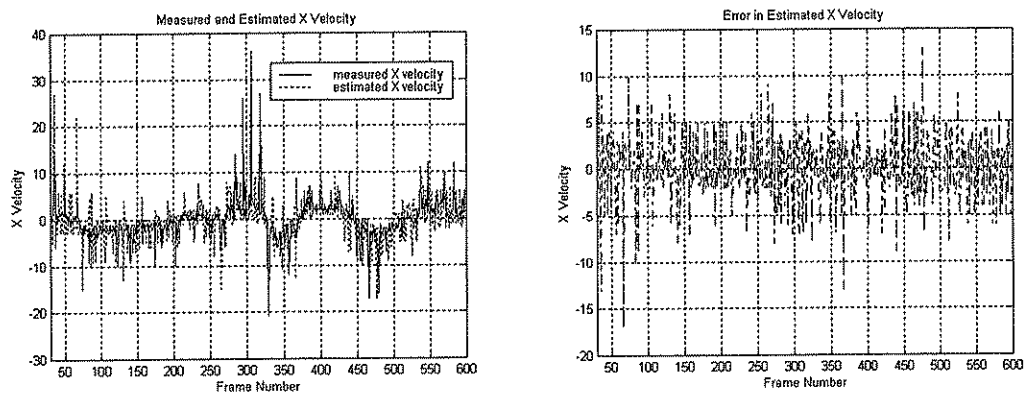 Measured and Estimated X Velocity
40
30
20
10
0
-10
-20
-30
X Velocity
measured X velocity
estimated X velocity
50 100 150 200 250 300 350 400 450 500 550 600
Frame Number
Error in Estimated X Velocity
15
10
5
0
-5
-10
-15
-20
X Velocity
50 100 150 200 250 300 350 400 450 500 550 600
Frame Number